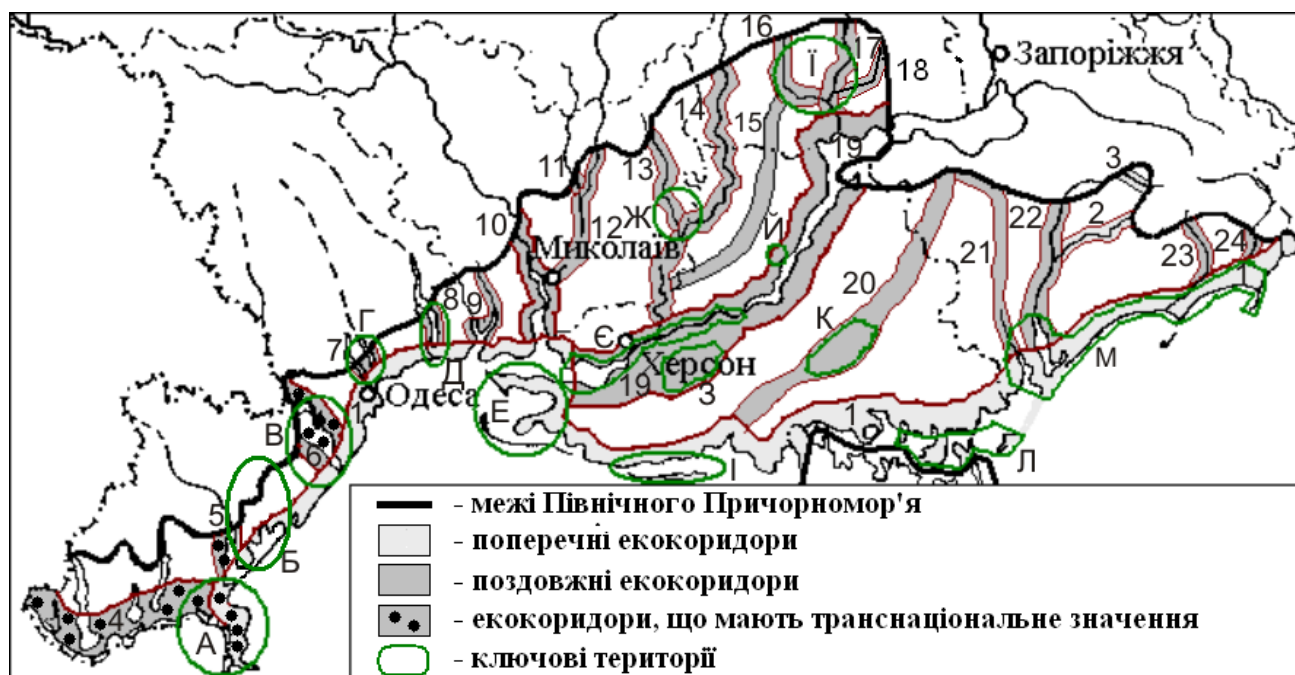 16
17
Ї
18
Запоріжжя
14
15
11
13
19
3
10
Ж
12
22
2
Миколаїв
Й
21
23
24
20
8
9
Г
7
К
Є
Херсон
Д
М
Одеса
19
З
1
Е
В
1
6
І
Л
5
Б
4
А
- межі Північного Причорномор'я
- поперечні екокоридори
- поздовжні екокоридори
- екокоридори, що мають транснаціональне значення
- ключові території